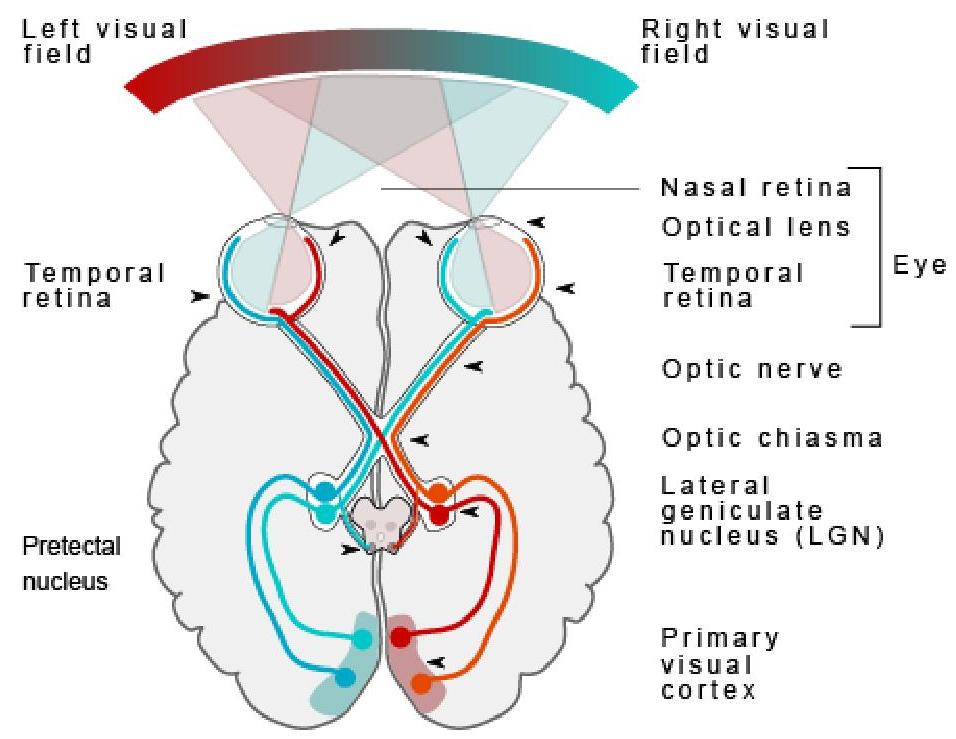 Left visual
field
Right visual
field
Nasal retina
Optical lens
Temporal
retina
Temporal
retina
Eye
Optic nerve
Optic chiasma
Lateral
geniculate
nucleus (LGN)
Pretectal
nucleus
Primary
visual
cortex